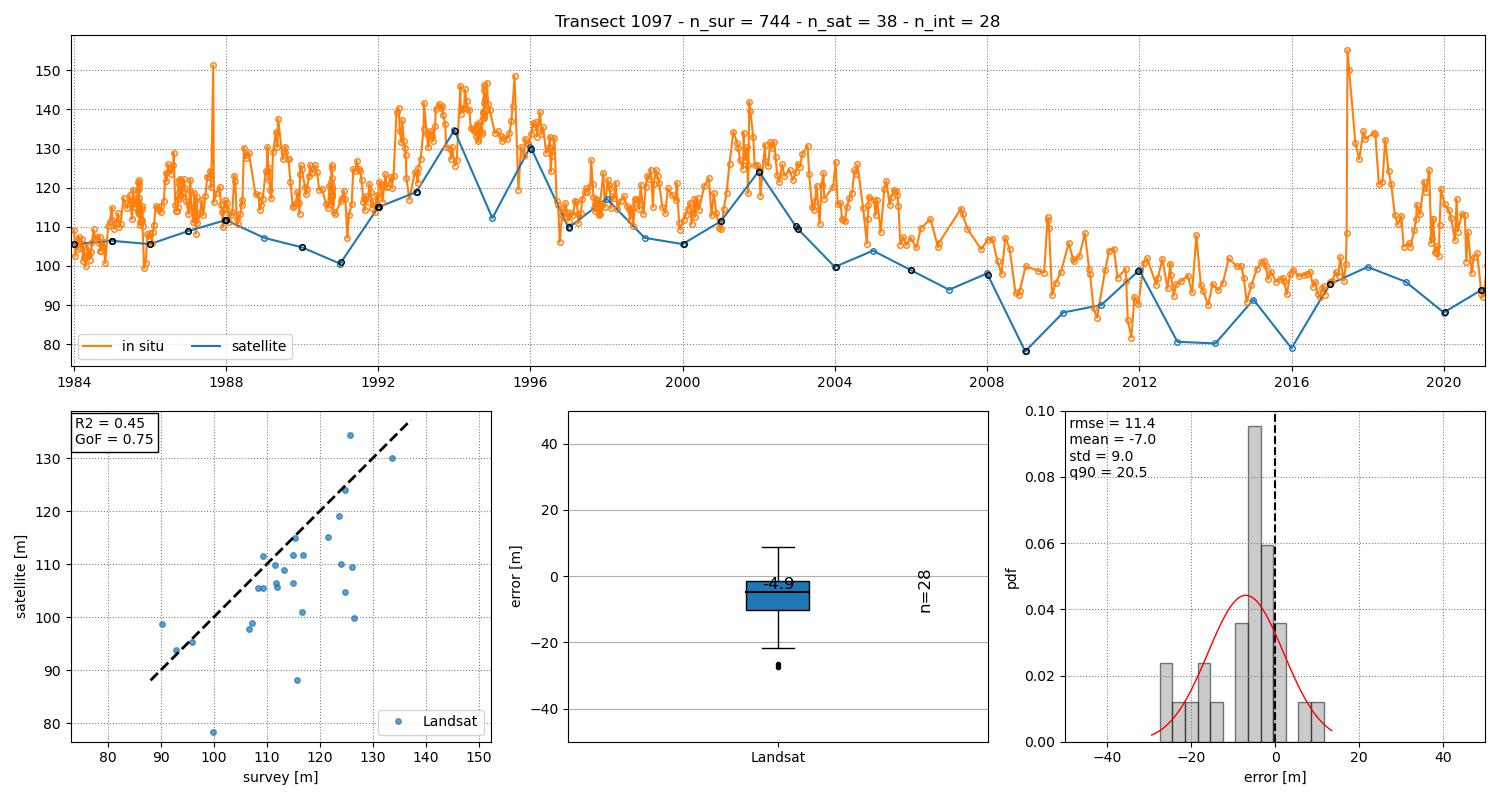 Transect 1097 - n_sur = 744 - n_sat = 38 - n_int = 28
150
140
130
120
110
100
90
80
in situ
satellite
1984
1988
1992
1996
2000
2004
2008
2012
2016
2020
R2 = 0.45
GoF = 0.75
satellite [m]
130
120
110
100
90
80
Landsat
80
90
100
110
120
130
140
150
survey [m]
error [m]
40
20
0
−20
−40
-4.9
n=28
Landsat
pdf
0.10
0.08
0.06
0.04
0.02
0.00
rmse = 11.4
mean = -7.0
std = 9.0
q90 = 20.5
−40
−20
0
20
40
error [m]